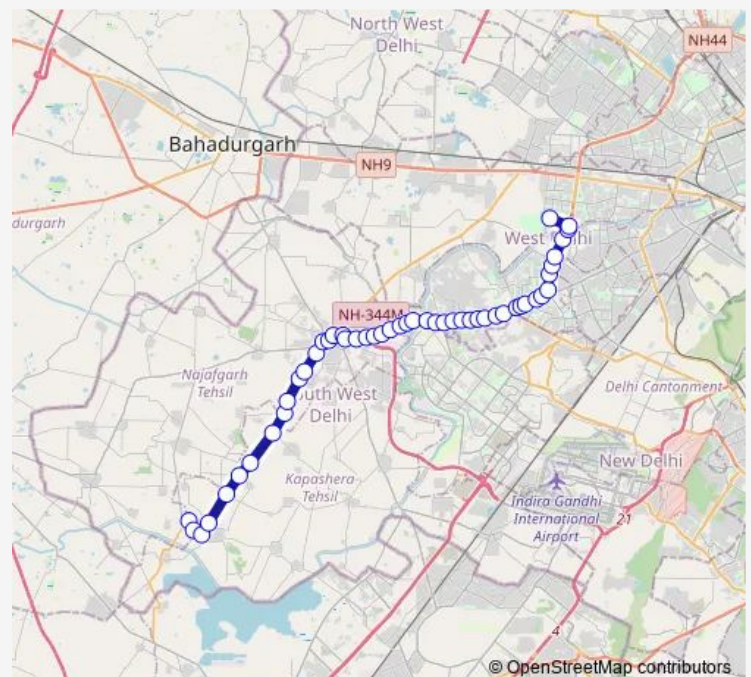 North West
Delhi
NH44
Bahadurgarh
NH9
durgarh
West Delhi
NH-344M
Najafgarh
Tehsil
South West
Delhi
Delhi Cantonment
New Delhi
Kapashera
Tehsil
Indira Gandhi
International
Airport
21
4
© OpenStreetMap contributors